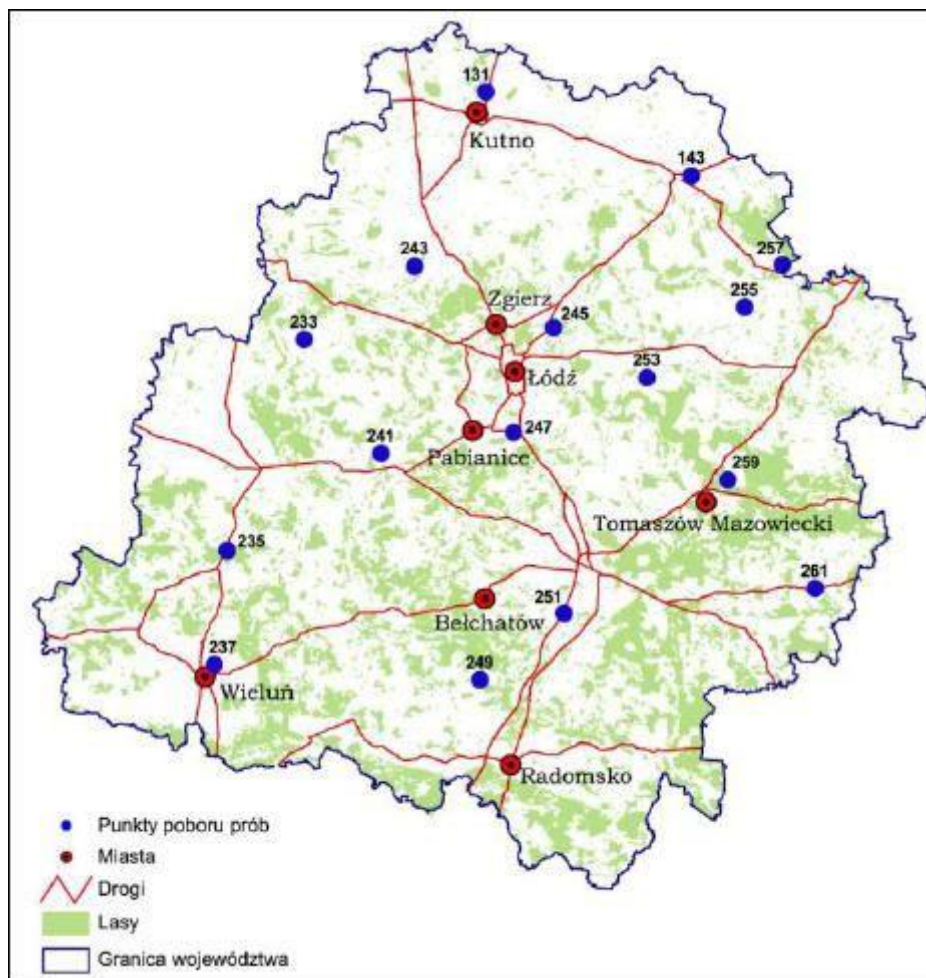 131
Kutno
143
243
257
Zgierz
255
245
233
Łódź
253
247
241
Pabianice
259
Tomaszów Mazowiecki
235
261
251
Bełchatów
237
249
Wieluń
Radomsko
Punkty poboru prób
Miasta
Drogi
Lasy
Granica województwa